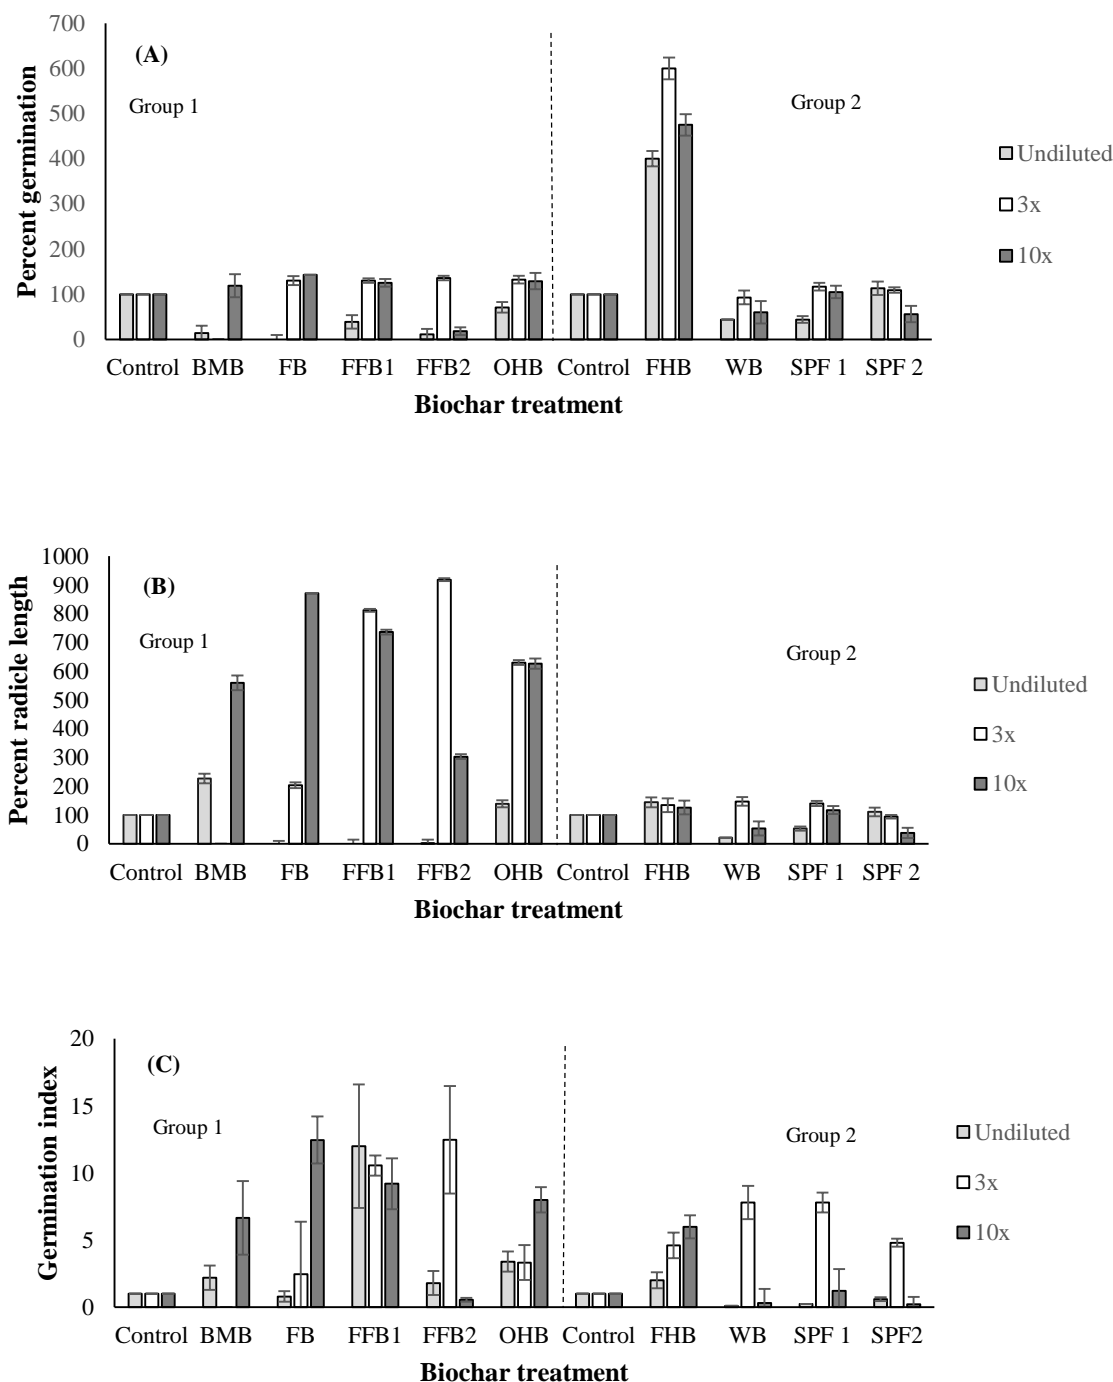 700
600
500
400
300
200
100
0
Percent germination
(A)
Group 1
Group 2
Undiluted
3x
10x
Control BMB FB FFB1 FFB2 OHB Control FHB WB SPF 1 SPF 2
Biochar treatment
1000
900
800
700
600
500
400
300
200
100
0
Percent radicle length
(B)
Group 1
Group 2
Undiluted
3x
10x
Control BMB FB FFB1 FFB2 OHB Control FHB WB SPF 1 SPF 2
Biochar treatment
20
15
10
5
0
Germination index
(C)
Group 1
Group 2
Undiluted
3x
10x
Control BMB FB FFB1 FFB2 OHB Control FHB WB SPF 1 SPF2
Biochar treatment